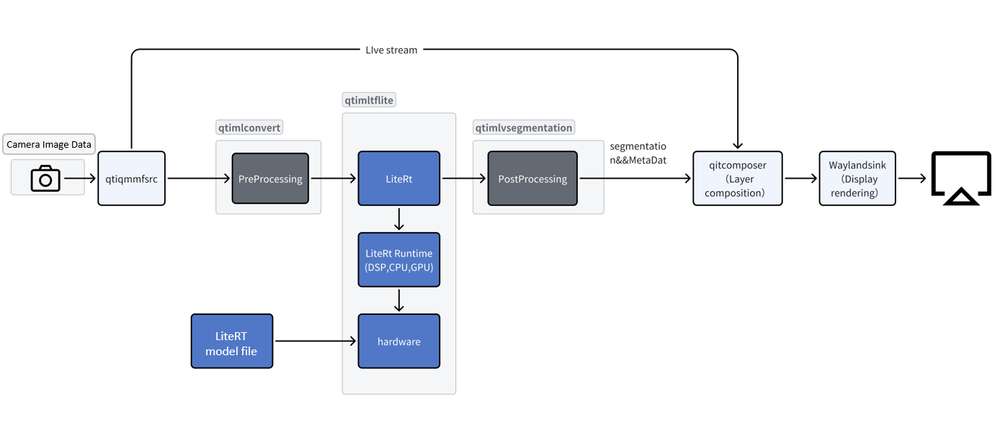 LIve stream
qtimltflite
qtimlconvert
qtimlvsegmentation
Camera Image Data
qtiqmmfsrc
PreProcessing
LiteRt
PostProcessing
segmentatio
n&&MetaDat
qitcomposer
（Layer
composition）
Waylandsink
（Display
rendering）
LiteRt Runtime
(DSP,CPU,GPU)
LiteRT
model file
hardware